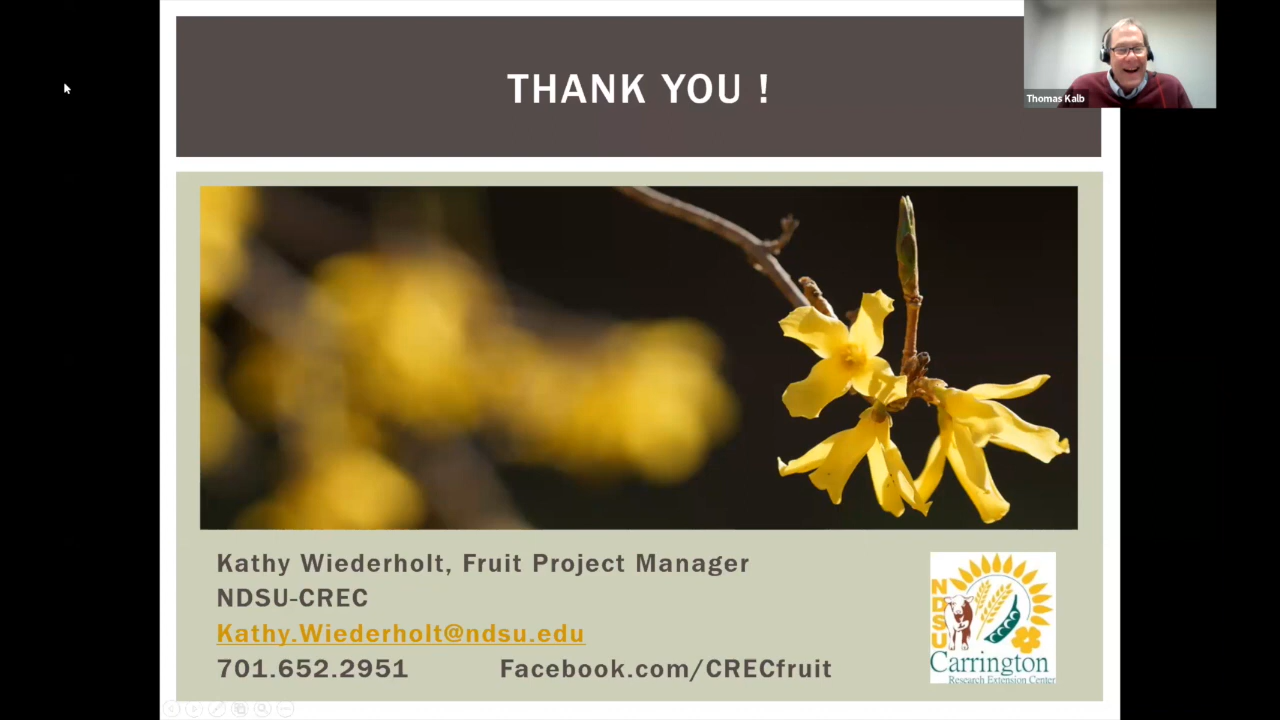 THANK YOU !
Thomas Kalb
Kathy Wiederholt, Fruit Project Manager
NDSU-CREC
Kathy.Wiederholt@ndsu.edu
701.652.2951 Facebook.com/CRECfruit
NDSU
Carrington
Research Extension Center